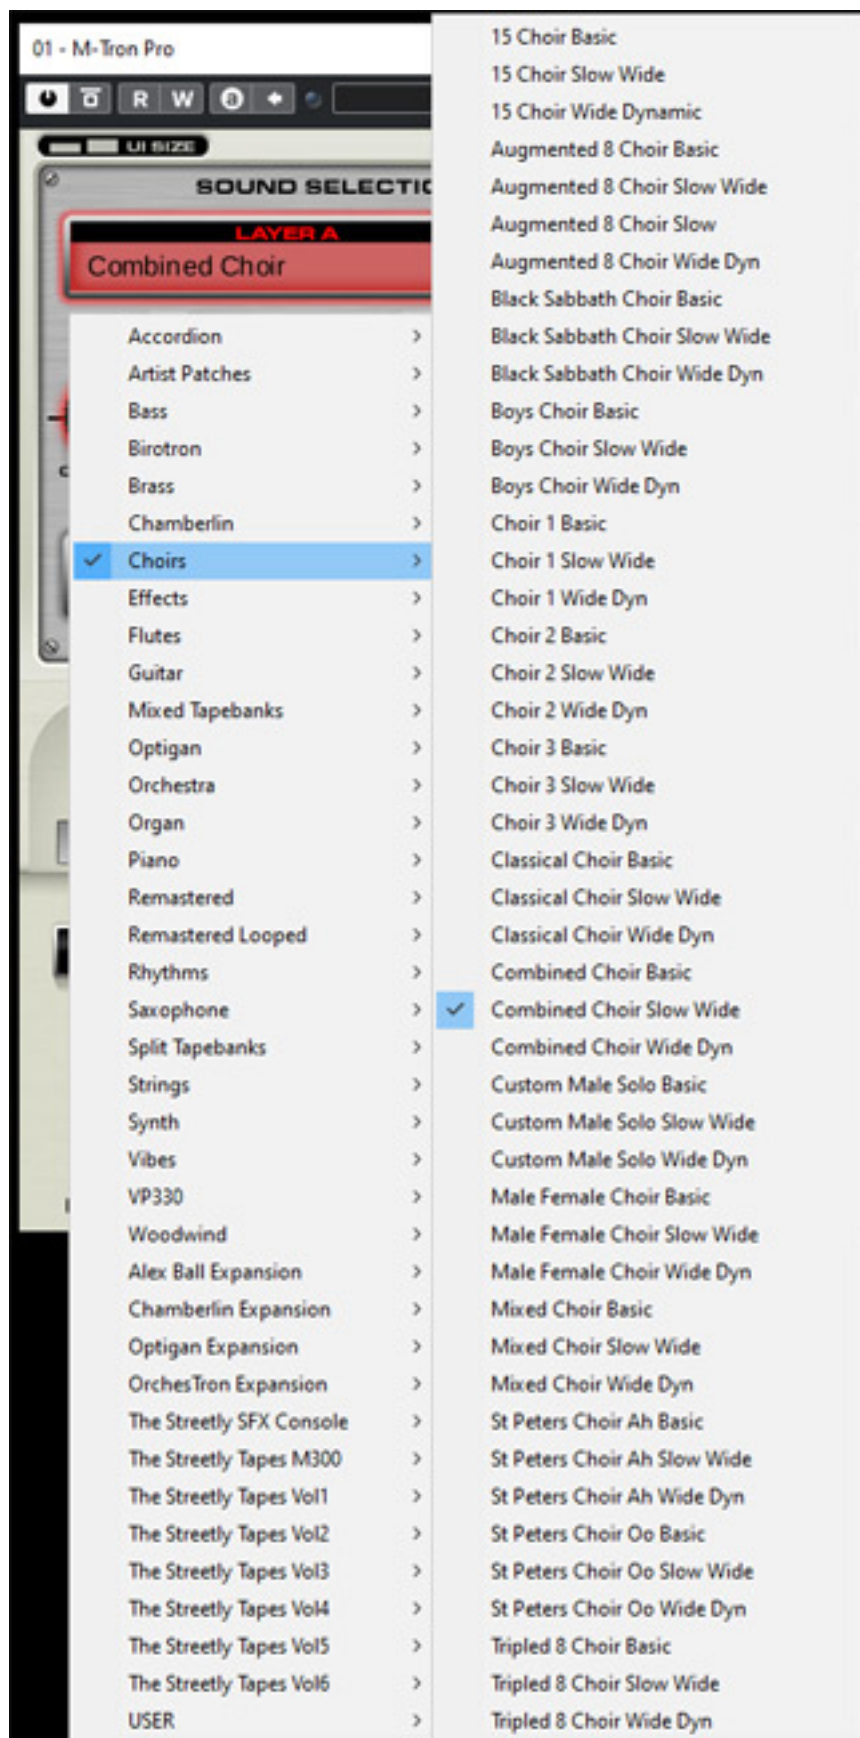 01 - M-Tron Pro
R W a
UI SIZE
SOUND SELECTIO
LAYER A
Combined Choir
Accordion
Artist Patches
Bass
Birotron
Brass
Chamberlin
Choirs
Effects
Flutes
Guitar
Mixed Tapebanks
Optigan
Orchestra
Organ
Piano
Remastered
Remastered Looped
Rhythms
Saxophone
Split Tapebanks
Strings
Synth
Vibes
VP330
Woodwind
Alex Ball Expansion
Chamberlin Expansion
Optigan Expansion
OrchesTron Expansion
The Streetly SFX Console
The Streetly Tapes M300
The Streetly Tapes Vol1
The Streetly Tapes Vol2
The Streetly Tapes Vol3
The Streetly Tapes Vol4
The Streetly Tapes Vol5
The Streetly Tapes Vol6
USER
15 Choir Basic
15 Choir Slow Wide
15 Choir Wide Dynamic
Augmented 8 Choir Basic
Augmented 8 Choir Slow Wide
Augmented 8 Choir Slow
Augmented 8 Choir Wide Dyn
Black Sabbath Choir Basic
Black Sabbath Choir Slow Wide
Black Sabbath Choir Wide Dyn
Boys Choir Basic
Boys Choir Slow Wide
Boys Choir Wide Dyn
Choir 1 Basic
Choir 1 Slow Wide
Choir 1 Wide Dyn
Choir 2 Basic
Choir 2 Slow Wide
Choir 2 Wide Dyn
Choir 3 Basic
Choir 3 Slow Wide
Choir 3 Wide Dyn
Classical Choir Basic
Classical Choir Slow Wide
Classical Choir Wide Dyn
Combined Choir Basic
Combined Choir Slow Wide
Combined Choir Wide Dyn
Custom Male Solo Basic
Custom Male Solo Slow Wide
Custom Male Solo Wide Dyn
Male Female Choir Basic
Male Female Choir Slow Wide
Male Female Choir Wide Dyn
Mixed Choir Basic
Mixed Choir Slow Wide
Mixed Choir Wide Dyn
St Peters Choir Ah Basic
St Peters Choir Ah Slow Wide
St Peters Choir Ah Wide Dyn
St Peters Choir Oo Basic
St Peters Choir Oo Slow Wide
St Peters Choir Oo Wide Dyn
Tripled 8 Choir Basic
Tripled 8 Choir Slow Wide
Tripled 8 Choir Wide Dyn